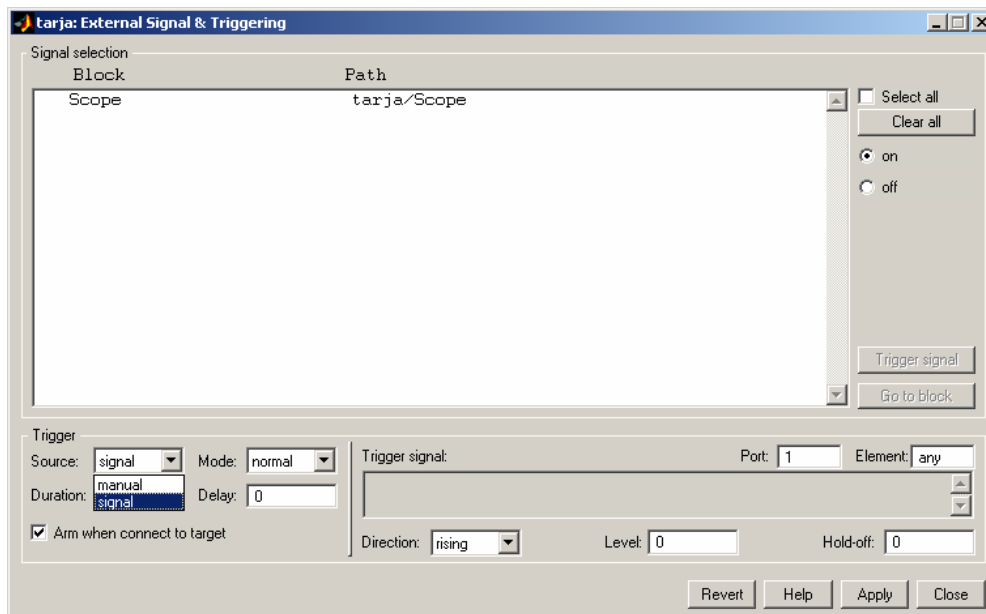 tarja: External Signal & Triggering
Signal selection
Block Path
Scope tarja/Scope
Select all
Clear all
on
off
Trigger signal
Go to block
Trigger
Source: signal Mode: normal
manual
signal
Duration: Delay: 0
Arm when connect to target
Trigger signal: Port: 1 Element: any
Direction: rising Level: 0 Hold-off: 0
Revert Help Apply Close